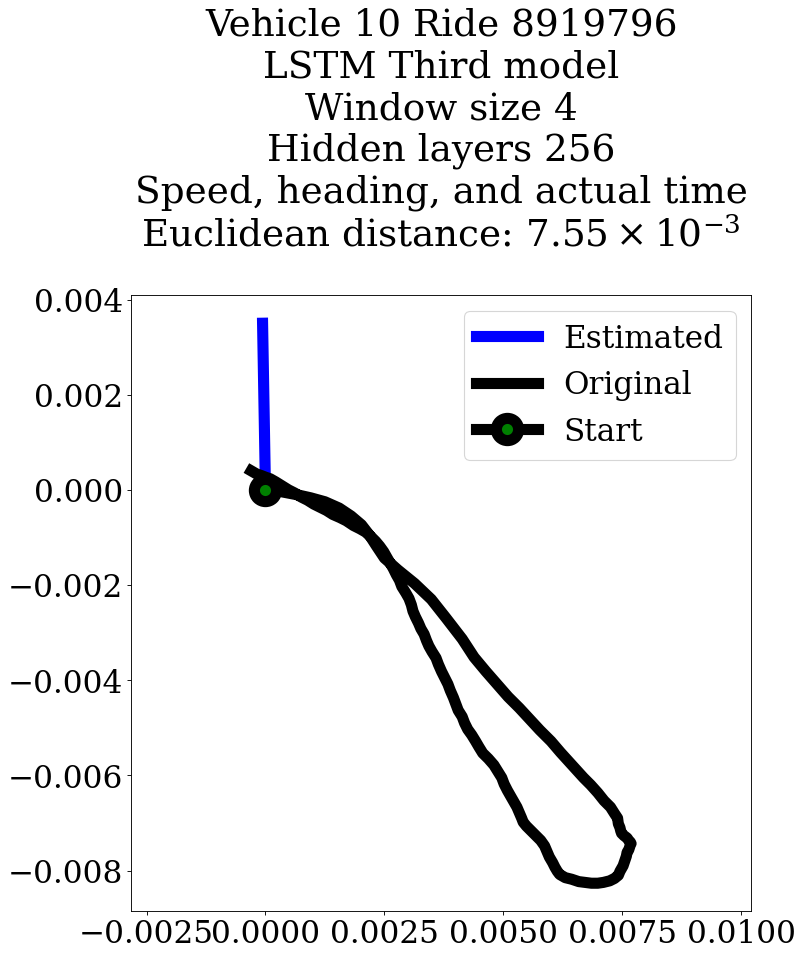 Vehicle 10 Ride 8919796
LSTM Third model
Window size 4
Hidden layers 256
Speed, heading, and actual time
Euclidean distance: 7.55 × 10⁻³
Estimated
Original
Start
0.004
0.002
0.000
−0.002
−0.004
−0.006
−0.008
−0.0025 0.0000 0.0025 0.0050 0.0075 0.0100